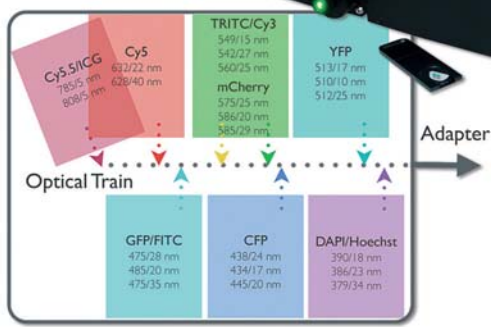 Cy5.5/ICG
785/5 nm
808/5 nm
Cy5
632/22 nm
628/40 nm
TRITC/Cy3
549/15 nm
542/27 nm
560/25 nm
mCherry
575/25 nm
586/20 nm
585/29 nm
YFP
513/17 nm
510/10 nm
512/25 nm
Adapter
Optical Train
GFP/FITC
475/28 nm
485/20 nm
475/35 nm
CFP
438/24 nm
434/17 nm
445/20 nm
DAPI/Hoechst
390/18 nm
386/23 nm
379/34 nm